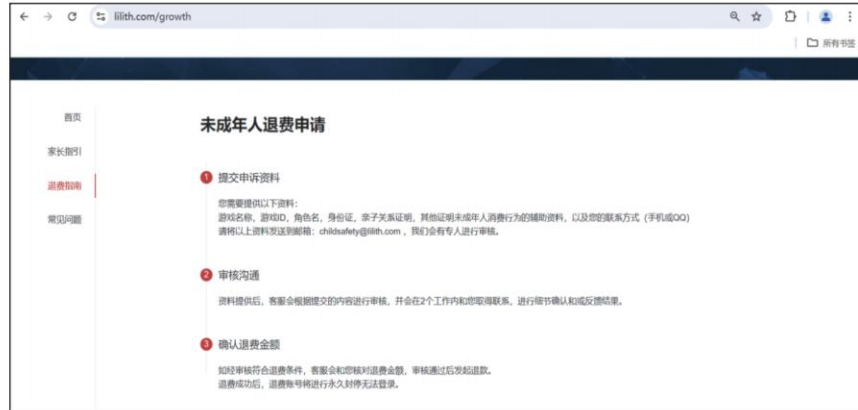 lilith.com/growth
所有书签
首页
家长指引
退费指南
常见问题
未成年人退费申请
1 提交申诉资料
您需要提供以下资料：
游戏名称，游戏ID，角色名，身份证，亲子关系证明，其他证明未成年人消费行为的辅助资料，以及您的联系方式（手机或QQ）
请将以上资料发送到邮箱：childsafety@lilith.com ，我们会有专人进行审核。
2 审核沟通
资料提供后，客服会根据提交的内容进行审核，并会在2个工作内和您取得联系，进行细节确认和或反馈结果。
3 确认退费金额
如经审核符合退费条件，客服会和您核对退费金额，审核通过后发起退款。
退费成功后，退费账号将进行永久封停无法登录。